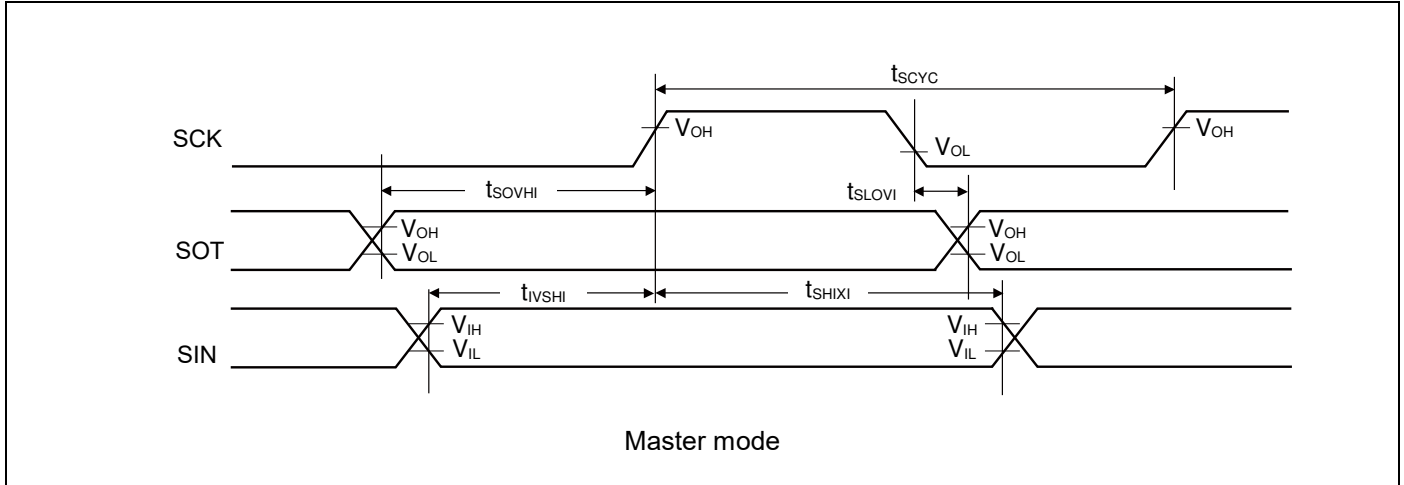 tSCYC
SCK
VOH
VOL
VOH
tSOVHI
tSLOVI
SOT
VOH
VOL
VOH
VOL
tIVSHI
tSHIXI
SIN
VIH
VIL
VIH
VIL
Master mode